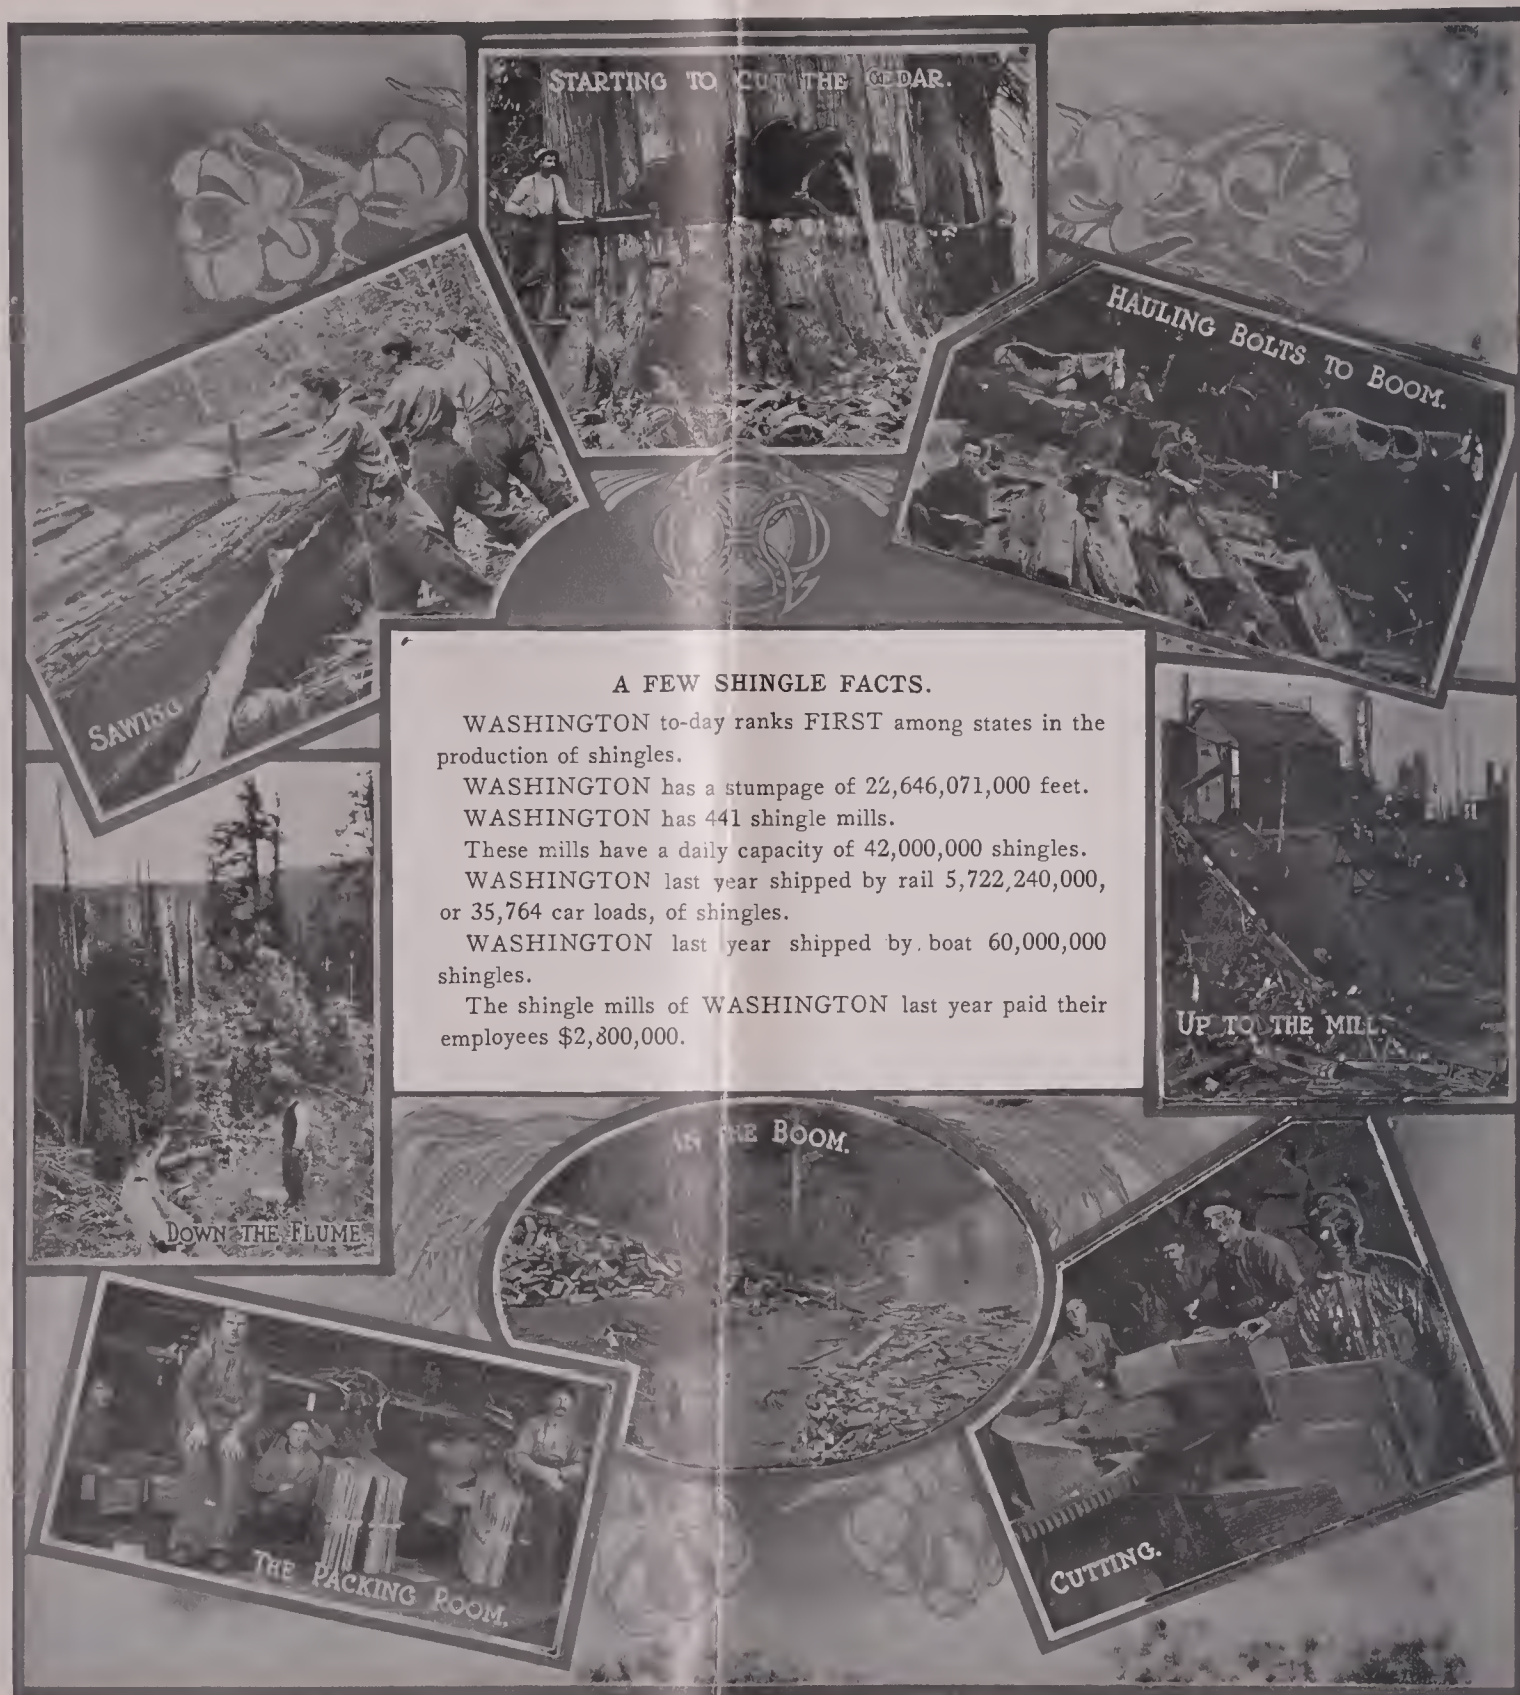 STARTING TO CUT THE CEDAR.
HAULING BOLTS TO BOOM.
SAWING
A FEW SHINGLE FACTS.
WASHINGTON to-day ranks FIRST among states in the
production of shingles.
WASHINGTON has a stumpage of 22,646,071,000 feet.
WASHINGTON has 441 shingle mills.
These mills have a daily capacity of 42,000,000 shingles.
WASHINGTON last year shipped by rail 5,722,240,000,
or 35,764 car loads, of shingles.
WASHINGTON last year shipped by boat 60,000,000
shingles.
The shingle mills of WASHINGTON last year paid their
employees $2,800,000.
UP TO THE MILL.
DOWN THE FLUME
IN THE BOOM.
THE PACKING ROOM.
CUTTING.